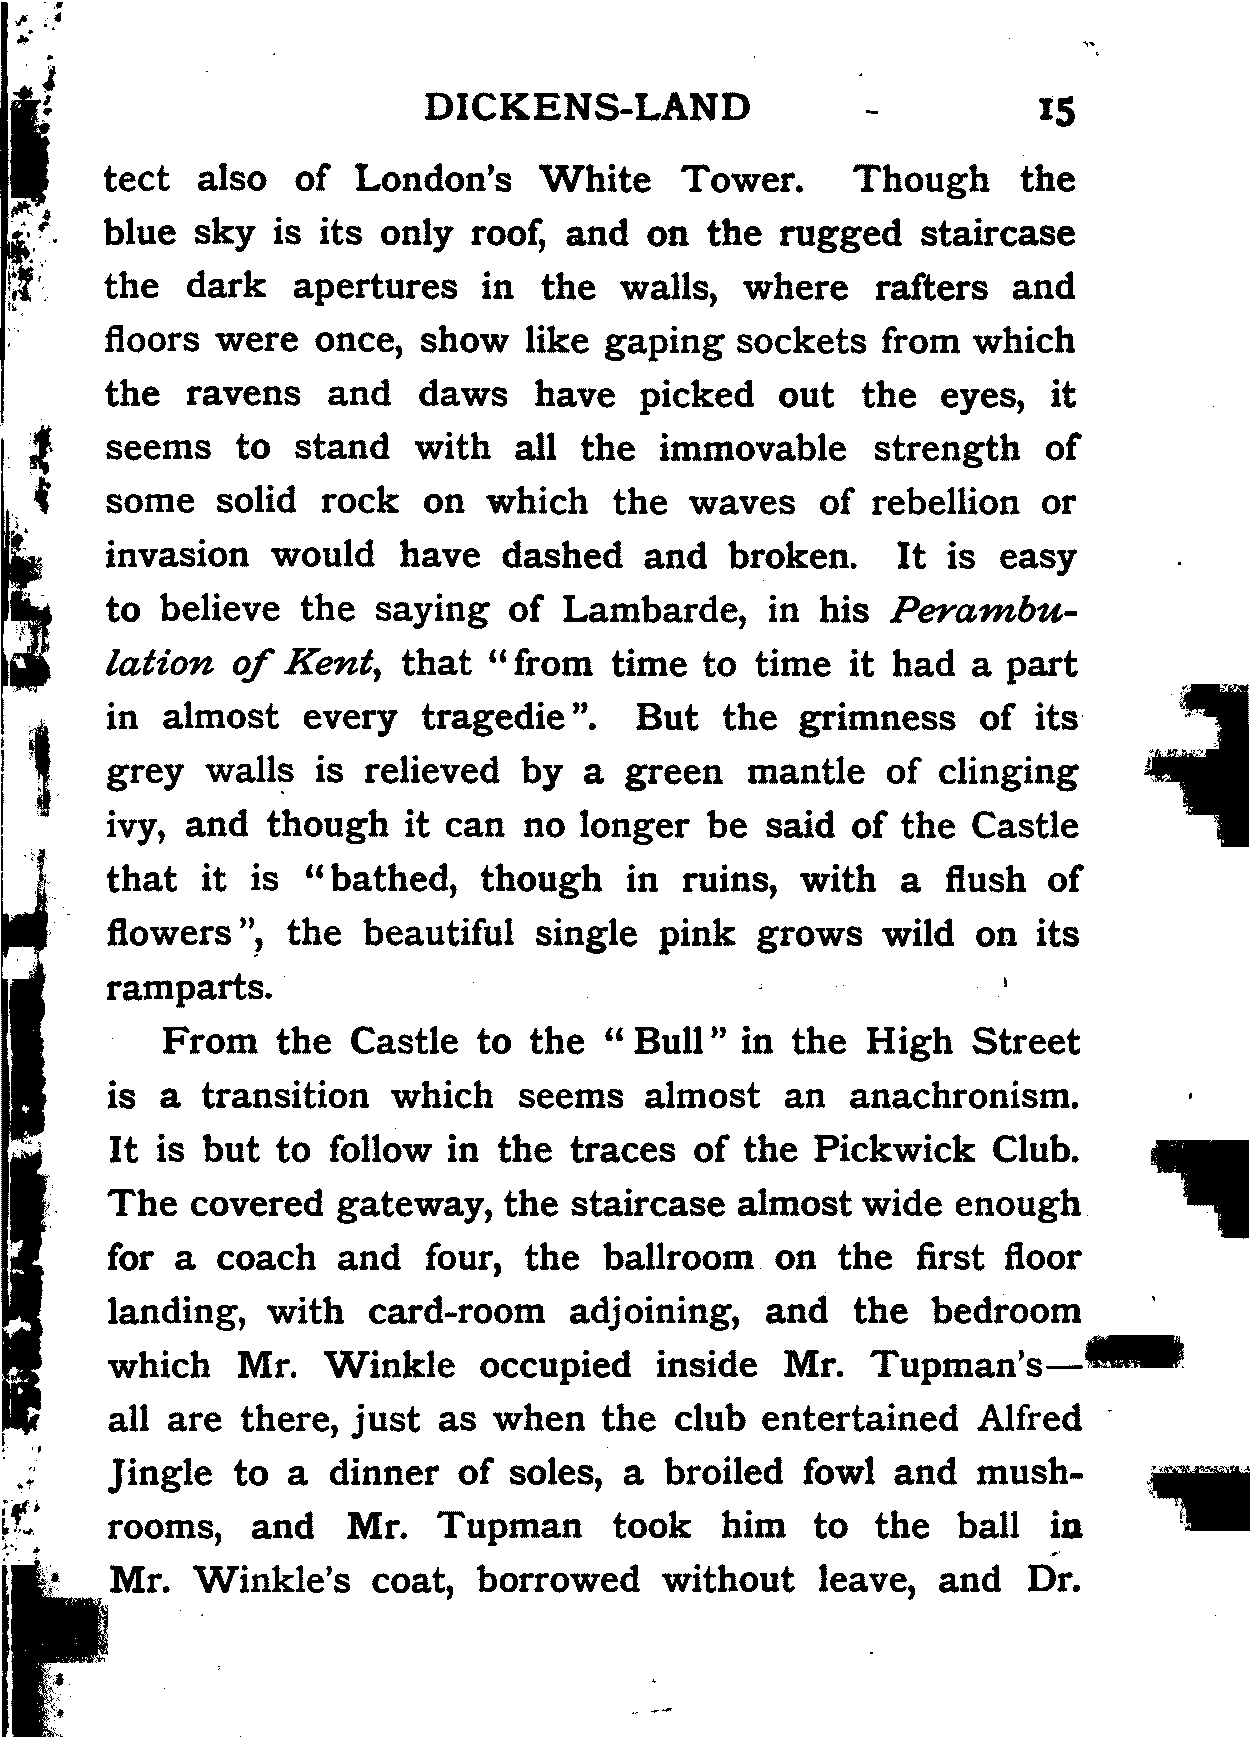 DICKENS-LAND 15
tect also of London's White Tower. Though the
blue sky is its only roof, and on the rugged staircase
the dark apertures in the walls, where rafters and
floors were once, show like gaping sockets from which
the ravens and daws have picked out the eyes, it
seems to stand with all the immovable strength of
some solid rock on which the waves of rebellion or
invasion would have dashed and broken. It is easy
to believe the saying of Lambarde, in his Perambu-
lation of Kent, that "from time to time it had a part
in almost every tragedie". But the grimness of its
grey walls is relieved by a green mantle of clinging
ivy, and though it can no longer be said of the Castle
that it is "bathed, though in ruins, with a flush of
flowers", the beautiful single pink grows wild on its
ramparts.
From the Castle to the "Bull" in the High Street
is a transition which seems almost an anachronism.
It is but to follow in the traces of the Pickwick Club.
The covered gateway, the staircase almost wide enough
for a coach and four, the ballroom on the first floor
landing, with card-room adjoining, and the bedroom
which Mr. Winkle occupied inside Mr. Tupman's—
all are there, just as when the club entertained Alfred
Jingle to a dinner of soles, a broiled fowl and mush-
rooms, and Mr. Tupman took him to the ball in
Mr. Winkle's coat, borrowed without leave, and Dr.